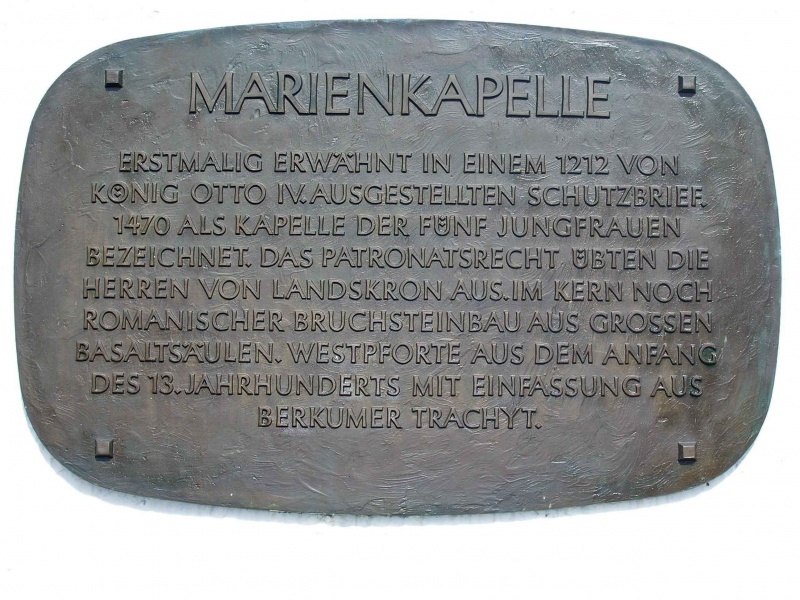 MARIENKAPELLE
ERSTMALIG ERWÄHNT IN EINEM 1212 VON
KÖNIG OTTO IV. AUSGESTELLTEN SCHUTZBRIEF.
1470 ALS KAPELLE DER FÜNF JUNGFRAUEN
BEZEICHNET. DAS PATRONATSRECHT ÜBTEN DIE
HERREN VON LANDSKRON AUS. IM KERN NOCH
ROMANISCHER BRUCHSTEINBAU AUS GROSSEN
BASALTSÄULEN. WESTPFORTE AUS DEM ANFANG
DES 13. JAHRHUNDERTS MIT EINFASSUNG AUS
BERKUMER TRACHYT.